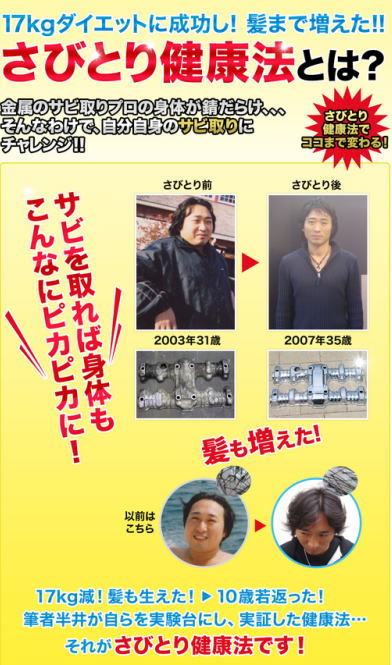 17kgダイエットに成功し! 髪まで増えた!!
さびとり健康法とは?
金属のサビ取りプロの身体が錆だらけ、、、
そんなわけで、自分自身のサビ取りに
チャレンジ!!
さびとり
健康法で
ココまで変わる!
サビを取れば身体も
こんなにピカピカに!
さびとり前
さびとり後
2003年31歳
2007年35歳
髪も増えた!
以前は
こちら
17kg減!髪も生えた!▶10歳若返った!
筆者半井が自らを実験台にし、実証した健康法…
それがさびとり健康法です!